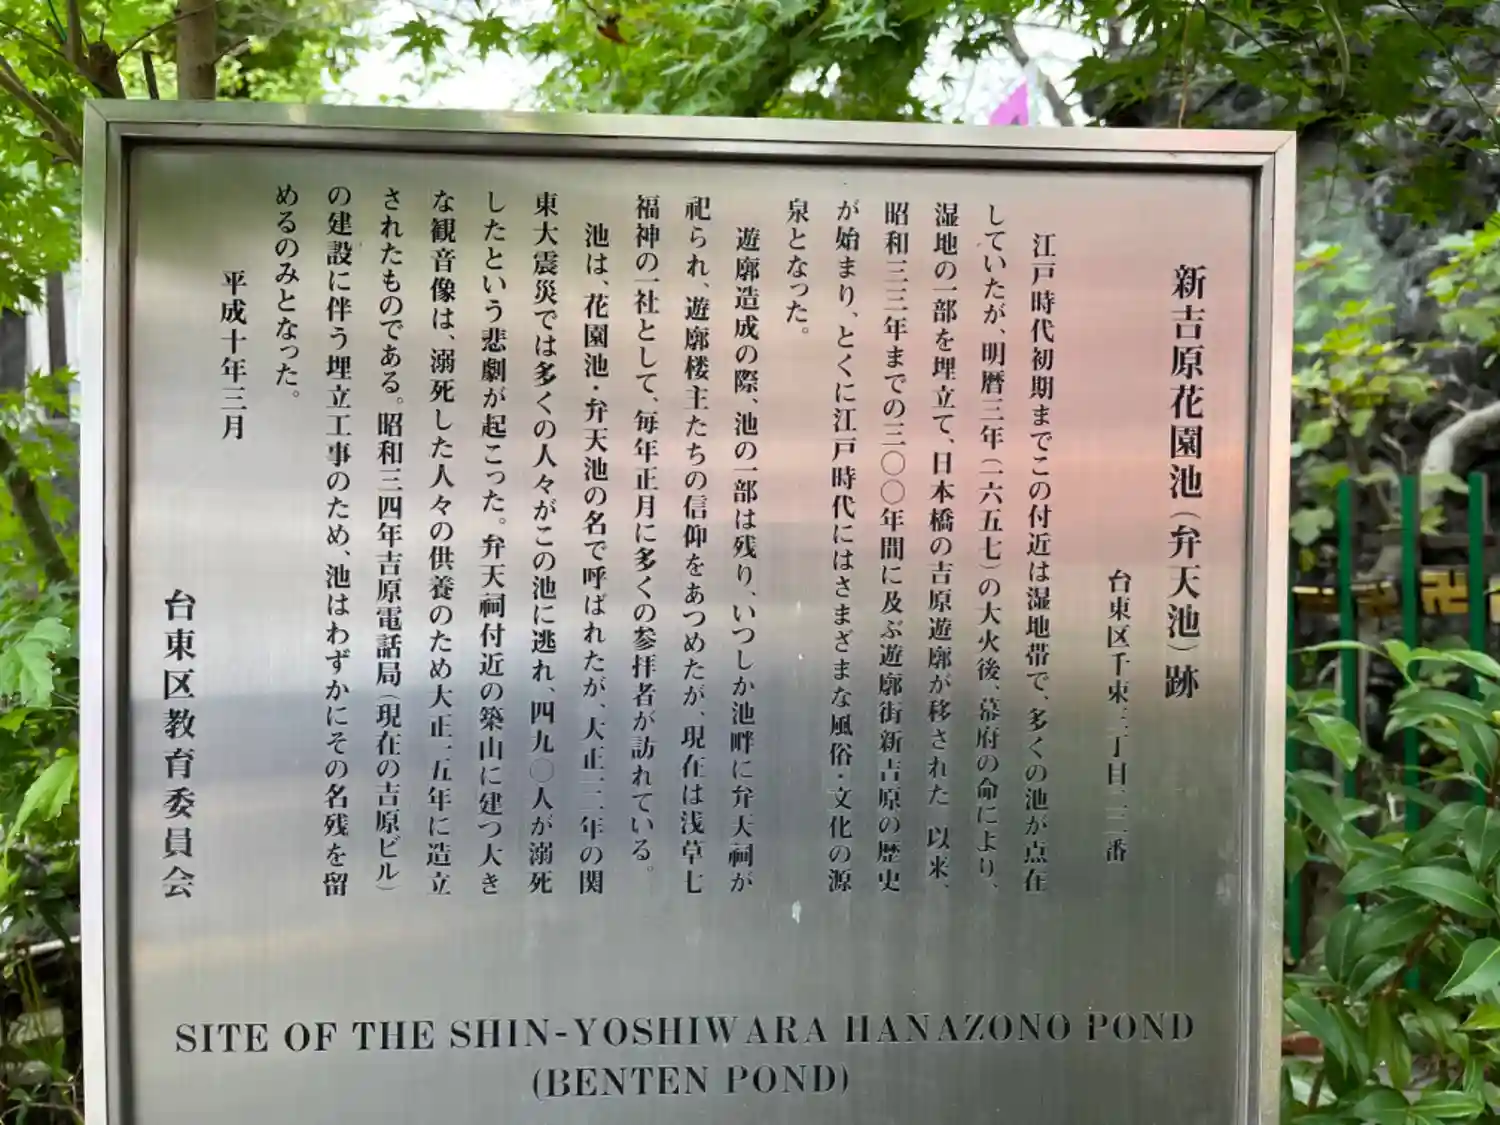 新吉原花園池（弁天池）跡
台東区千束三丁目二二番
江戸時代初期までこの付近は湿地帯で、多くの池が点在
していたが、明暦三年（一六五七）の大火後、幕府の命により、
湿地の一部を埋立て、日本橋の吉原遊廓が移された。以来、
昭和三三年までの三〇〇年間に及ぶ遊廓街新吉原の歴史
が始まり、とくに江戸時代にはさまざまな風俗・文化の源
泉となった。
遊廓造成の際、池の一部は残り、いつしか池畔に弁天祠が
祀られ、遊廓楼主たちの信仰をあつめたが、現在は浅草七
福神の一社として、毎年正月に多くの参拝者が訪れている。
池は、花園池・弁天池の名で呼ばれたが、大正一二年の関
東大震災では多くの人々がこの池に逃れ、四九〇人が溺死
したという悲劇が起こった。弁天祠付近の築山に建つ大き
な観音像は、溺死した人々の供養のため大正一五年に造立
されたものである。昭和三四年吉原電話局（現在の吉原ビル）
の建設に伴う埋立工事のため、池はわずかにその名残を留
めるのみとなった。
平成十年三月
台東区教育委員会
SITE OF THE SHIN-YOSHIWARA HANAZONO POND
(BENTEN POND)